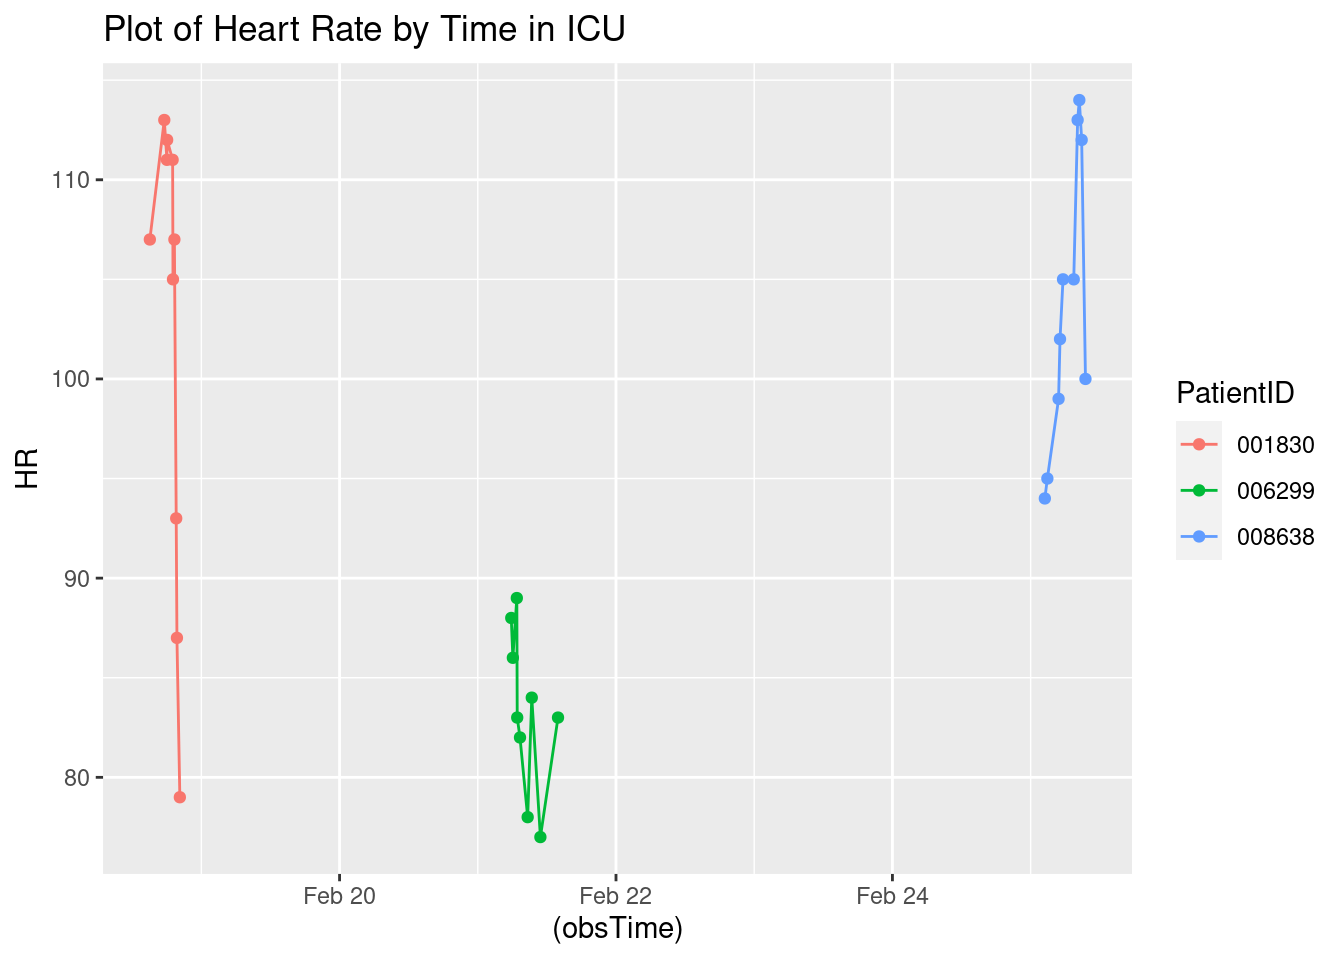 Plot of Heart Rate by Time in ICU
110
100
90
80
HR
Feb 20
Feb 22
Feb 24
(obsTime)
PatientID
001830
006299
008638